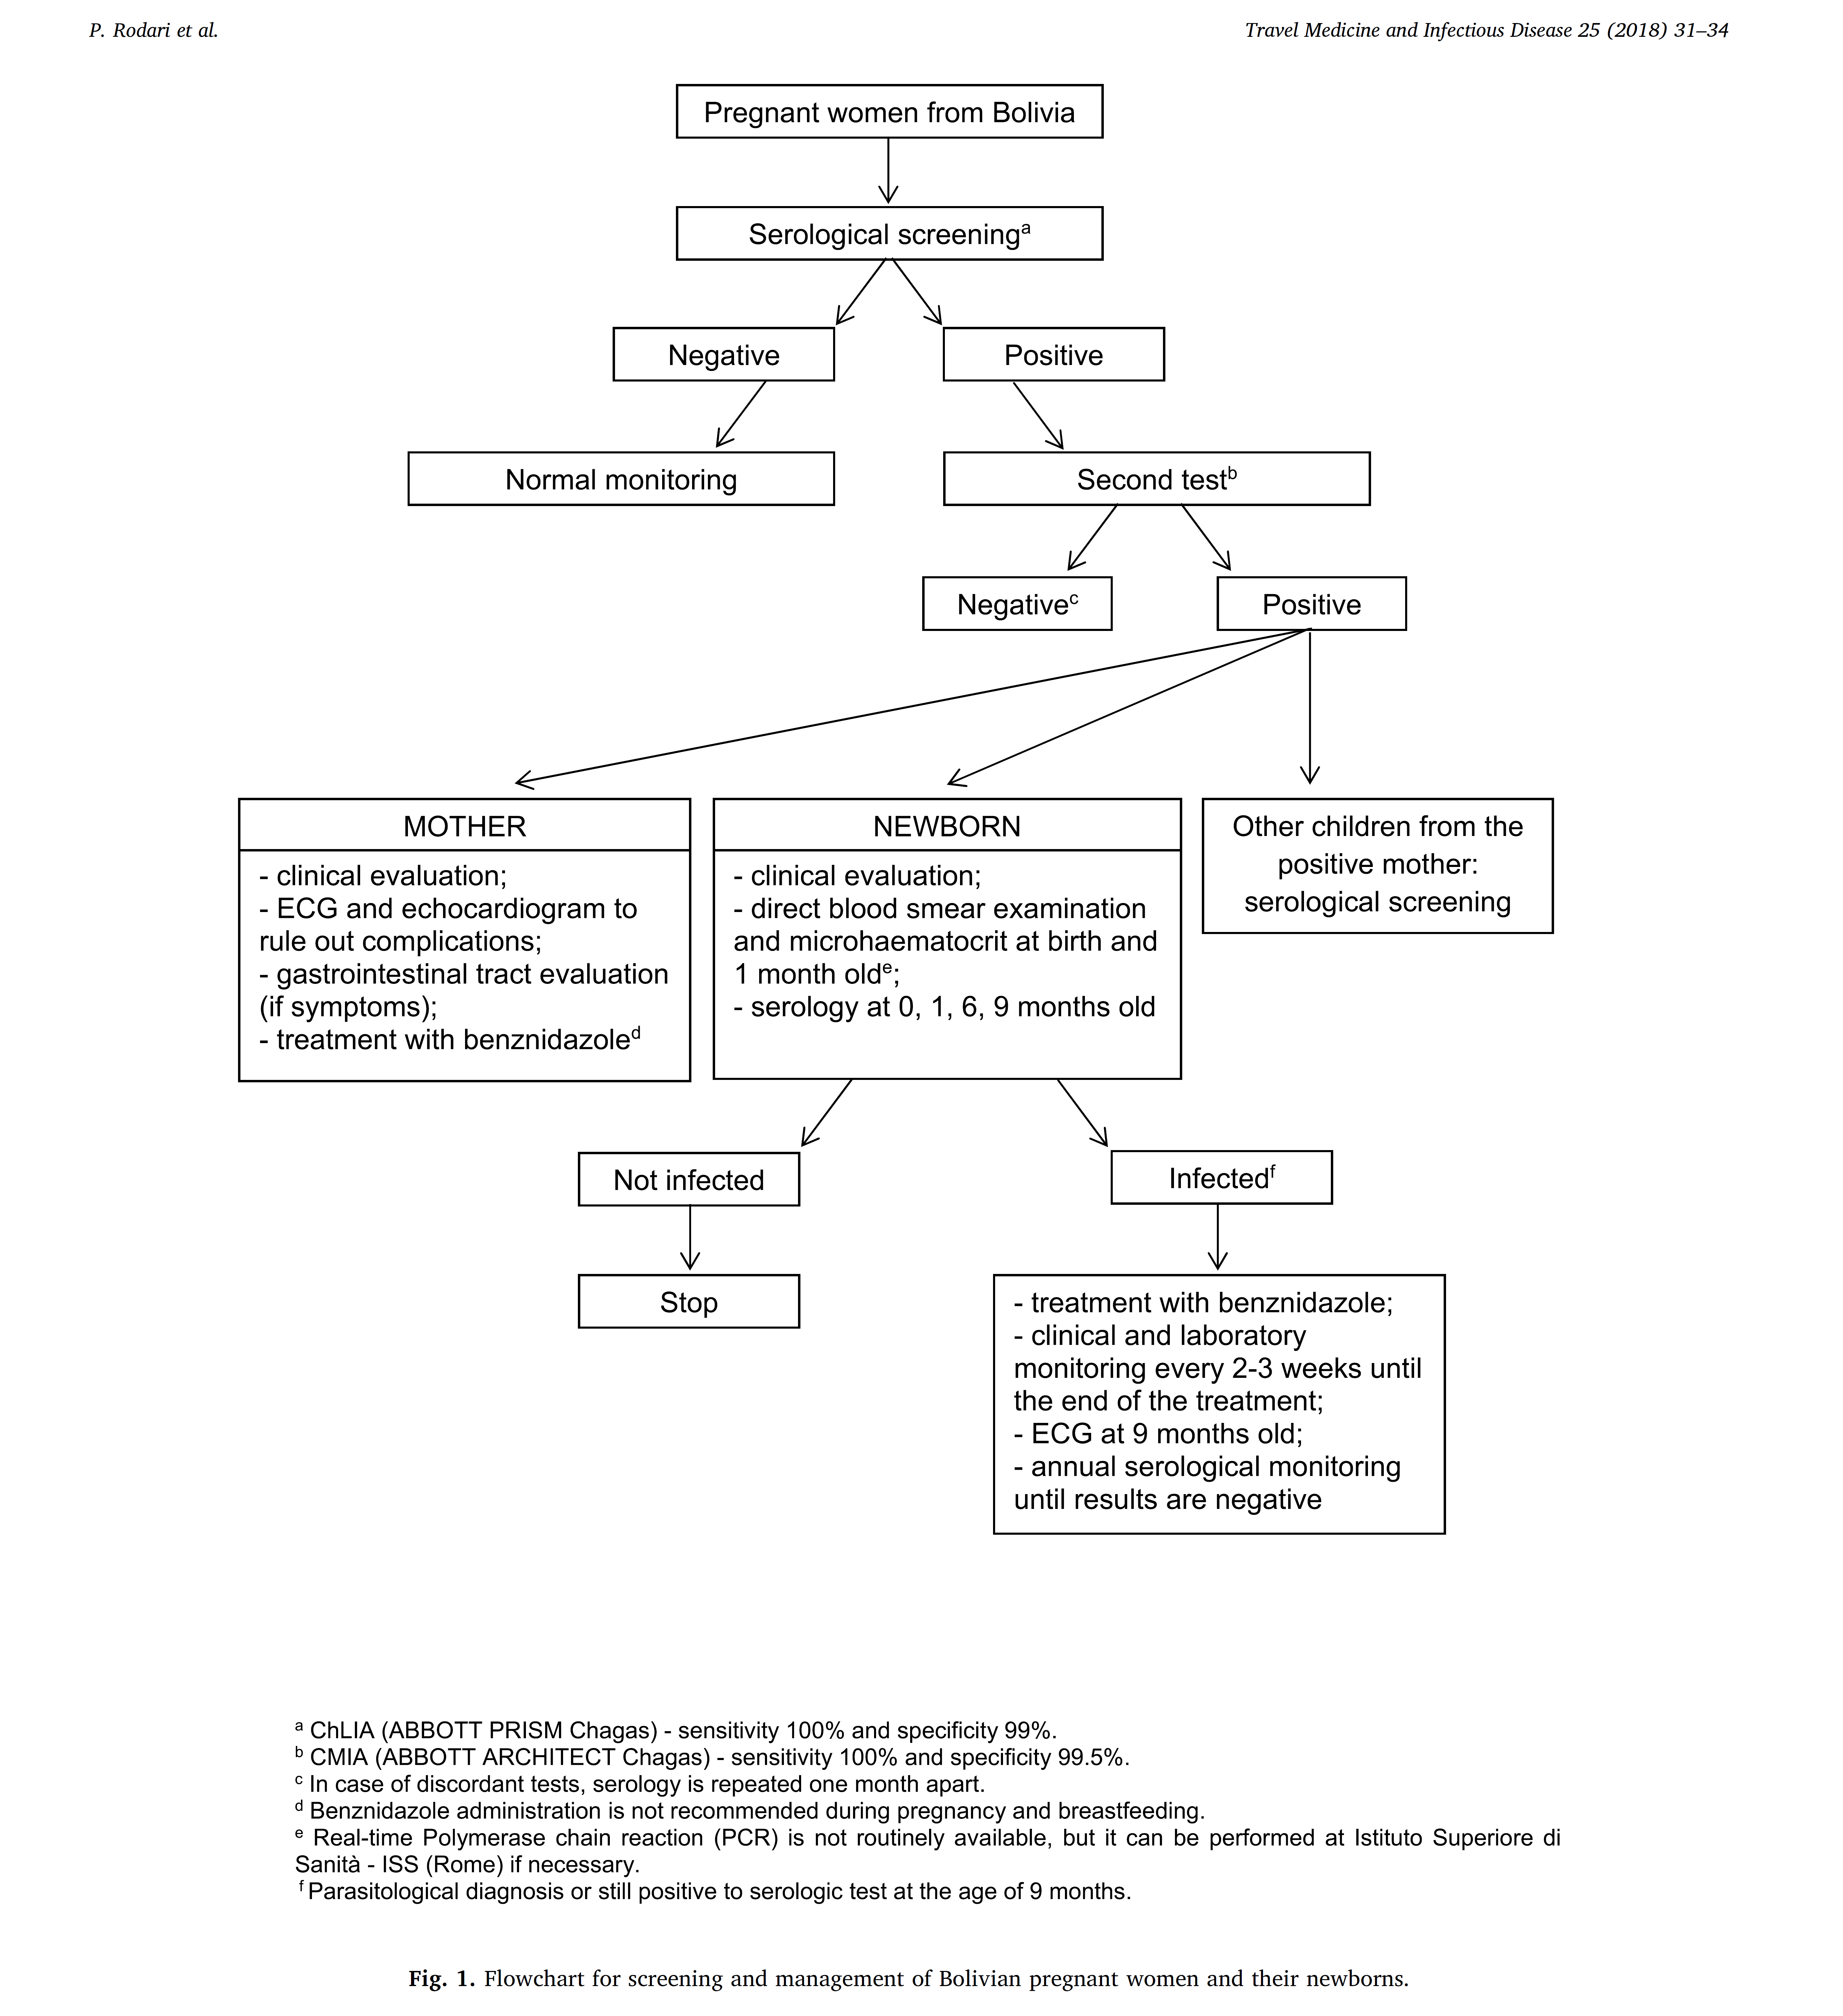 P. Rodari et al.
Travel Medicine and Infectious Disease 25 (2018) 31–34
Pregnant women from Bolivia
Serological screeningᵃ
Negative
Positive
Normal monitoring
Second testᵇ
Negativeᶜ
Positive
MOTHER
- clinical evaluation;
- ECG and echocardiogram to
rule out complications;
- gastrointestinal tract evaluation
(if symptoms);
- treatment with benznidazoleᵈ
NEWBORN
- clinical evaluation;
- direct blood smear examination
and microhaematocrit at birth and
1 month oldᵉ;
- serology at 0, 1, 6, 9 months old
Other children from the
positive mother:
serological screening
Not infected
Infectedᶠ
Stop
- treatment with benznidazole;
- clinical and laboratory
monitoring every 2-3 weeks until
the end of the treatment;
- ECG at 9 months old;
- annual serological monitoring
until results are negative
ᵃ ChLIA (ABBOTT PRISM Chagas) - sensitivity 100% and specificity 99%.
ᵇ CMIA (ABBOTT ARCHITECT Chagas) - sensitivity 100% and specificity 99.5%.
ᶜ In case of discordant tests, serology is repeated one month apart.
ᵈ Benznidazole administration is not recommended during pregnancy and breastfeeding.
ᵉ Real-time Polymerase chain reaction (PCR) is not routinely available, but it can be performed at Istituto Superiore di
Sanità - ISS (Rome) if necessary.
ᶠ Parasitological diagnosis or still positive to serologic test at the age of 9 months.
Fig. 1. Flowchart for screening and management of Bolivian pregnant women and their newborns.